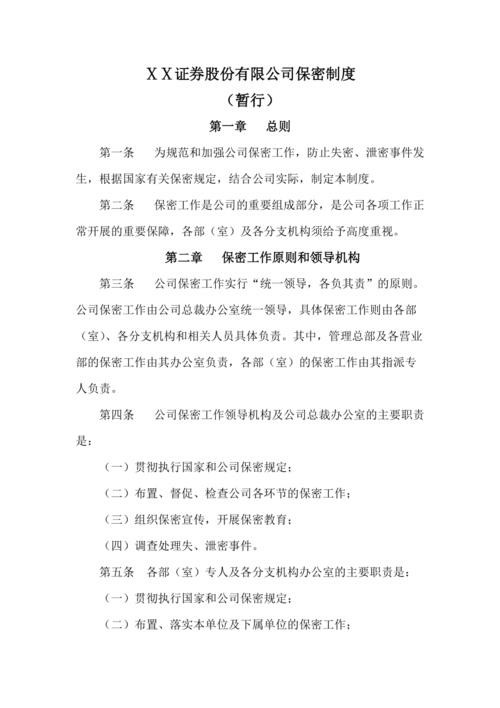 ＸＸ证券股份有限公司保密制度
（暂行）
第一章 总则
第一条 为规范和加强公司保密工作，防止失密、泄密事件发
生，根据国家有关保密规定，结合公司实际，制定本制度。
第二条 保密工作是公司的重要组成部分，是公司各项工作正
常开展的重要保障，各部（室）及各分支机构须给予高度重视。
第二章 保密工作原则和领导机构
第三条 公司保密工作实行“统一领导，各负其责”的原则。
公司保密工作由公司总裁办公室统一领导，具体保密工作则由各部
（室）、各分支机构和相关人员具体负责。其中，管理总部及各营业
部的保密工作由其办公室负责，各部（室）的保密工作由其指派专
人负责。
第四条 公司保密工作领导机构及公司总裁办公室的主要职责
是：
（一）贯彻执行国家和公司保密规定；
（二）布置、督促、检查公司各环节的保密工作；
（三）组织保密宣传，开展保密教育；
（四）调查处理失、泄密事件。
第五条 各部（室）专人及各分支机构办公室的主要职责是：
（一）贯彻执行国家和公司保密规定；
（二）布置、落实本单位及下属单位的保密工作；